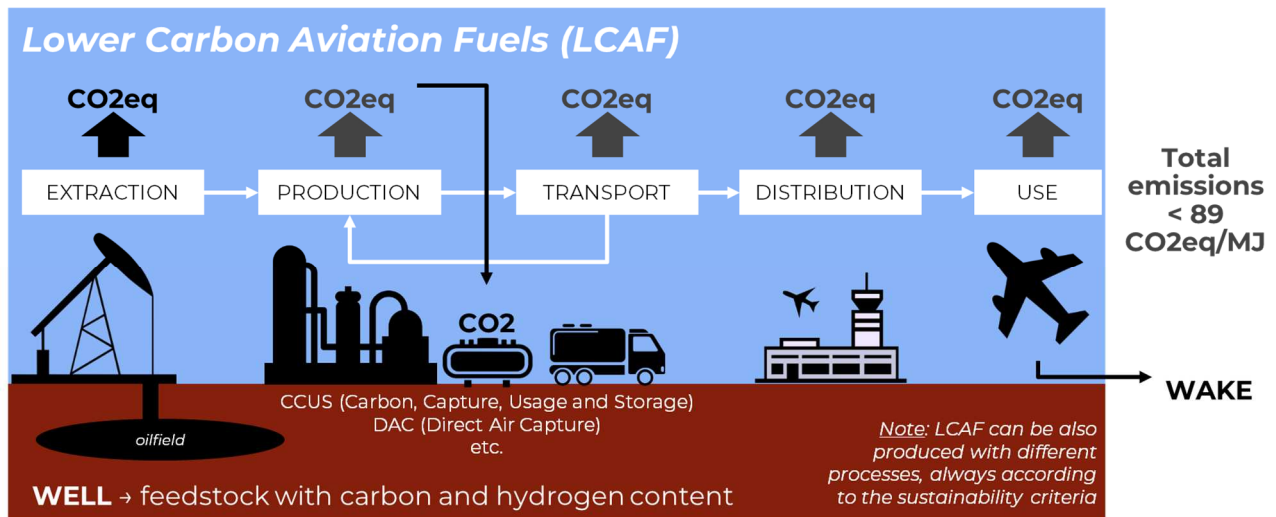 Lower Carbon Aviation Fuels (LCAF)
CO2eq
CO2eq
CO2eq
CO2eq
CO2eq
EXTRACTION
PRODUCTION
TRANSPORT
DISTRIBUTION
USE
Total
emissions
< 89
CO2eq/MJ
CO2
WAKE
CCUS (Carbon, Capture, Usage and Storage)
DAC (Direct Air Capture)
etc.
oilfield
Note: LCAF can be also
produced with different
processes, always according
to the sustainability criteria
WELL → feedstock with carbon and hydrogen content